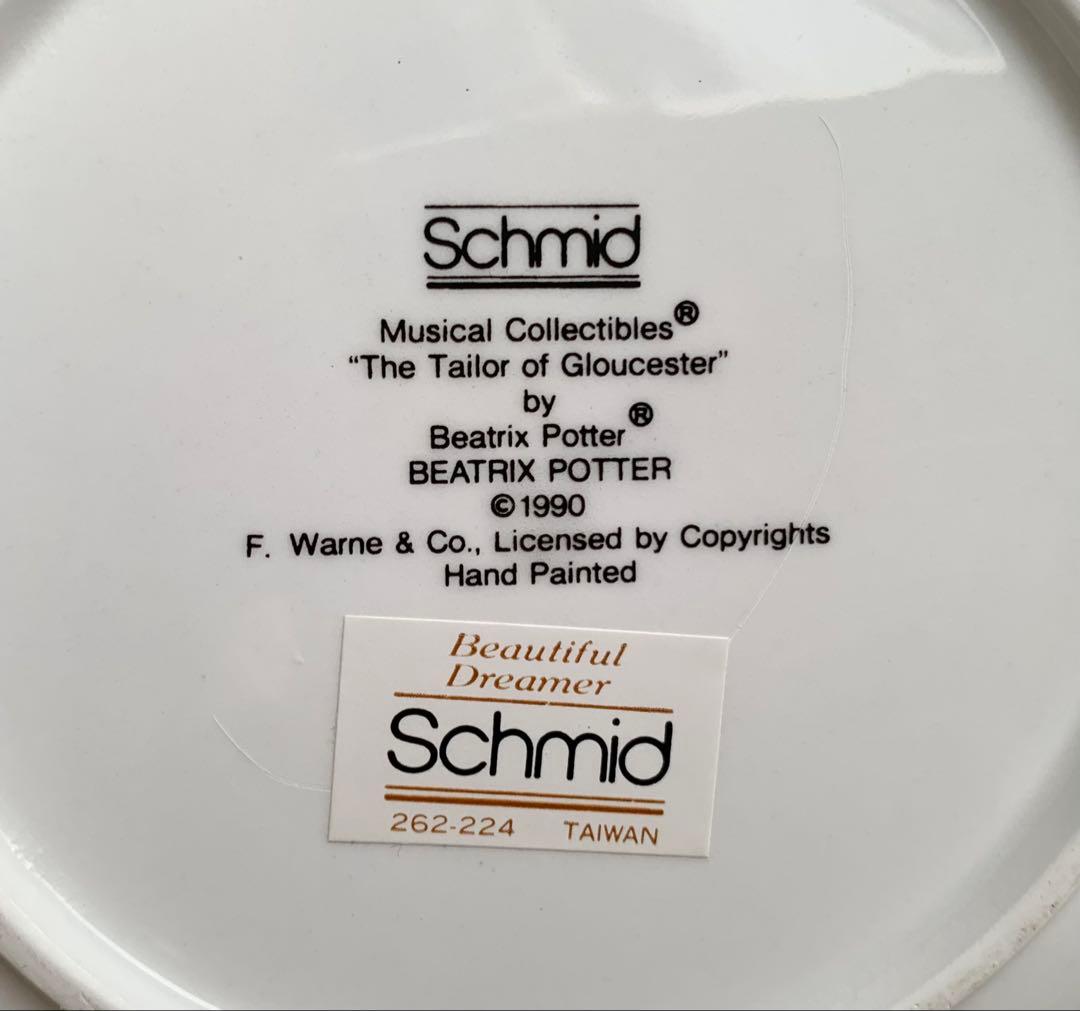 Schmid
Musical Collectibles®
“The Tailor of Gloucester”
by
Beatrix Potter®
BEATRIX POTTER
©1990
F. Warne & Co., Licensed by Copyrights
Hand Painted
Beautiful
Dreamer
Schmid
262-224 TAIWAN